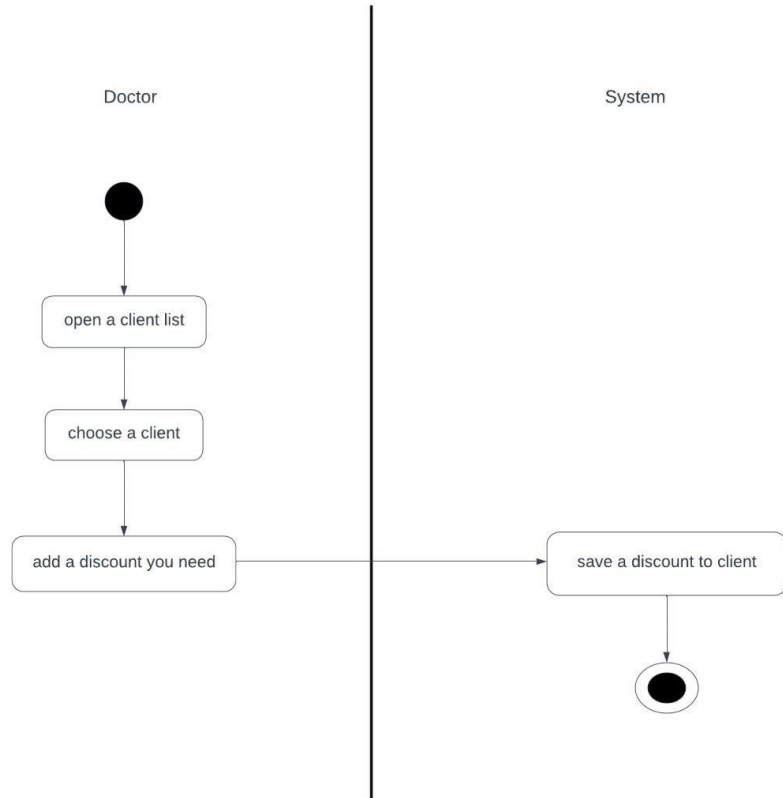 Doctor
System
open a client list
choose a client
add a discount you need
save a discount to client